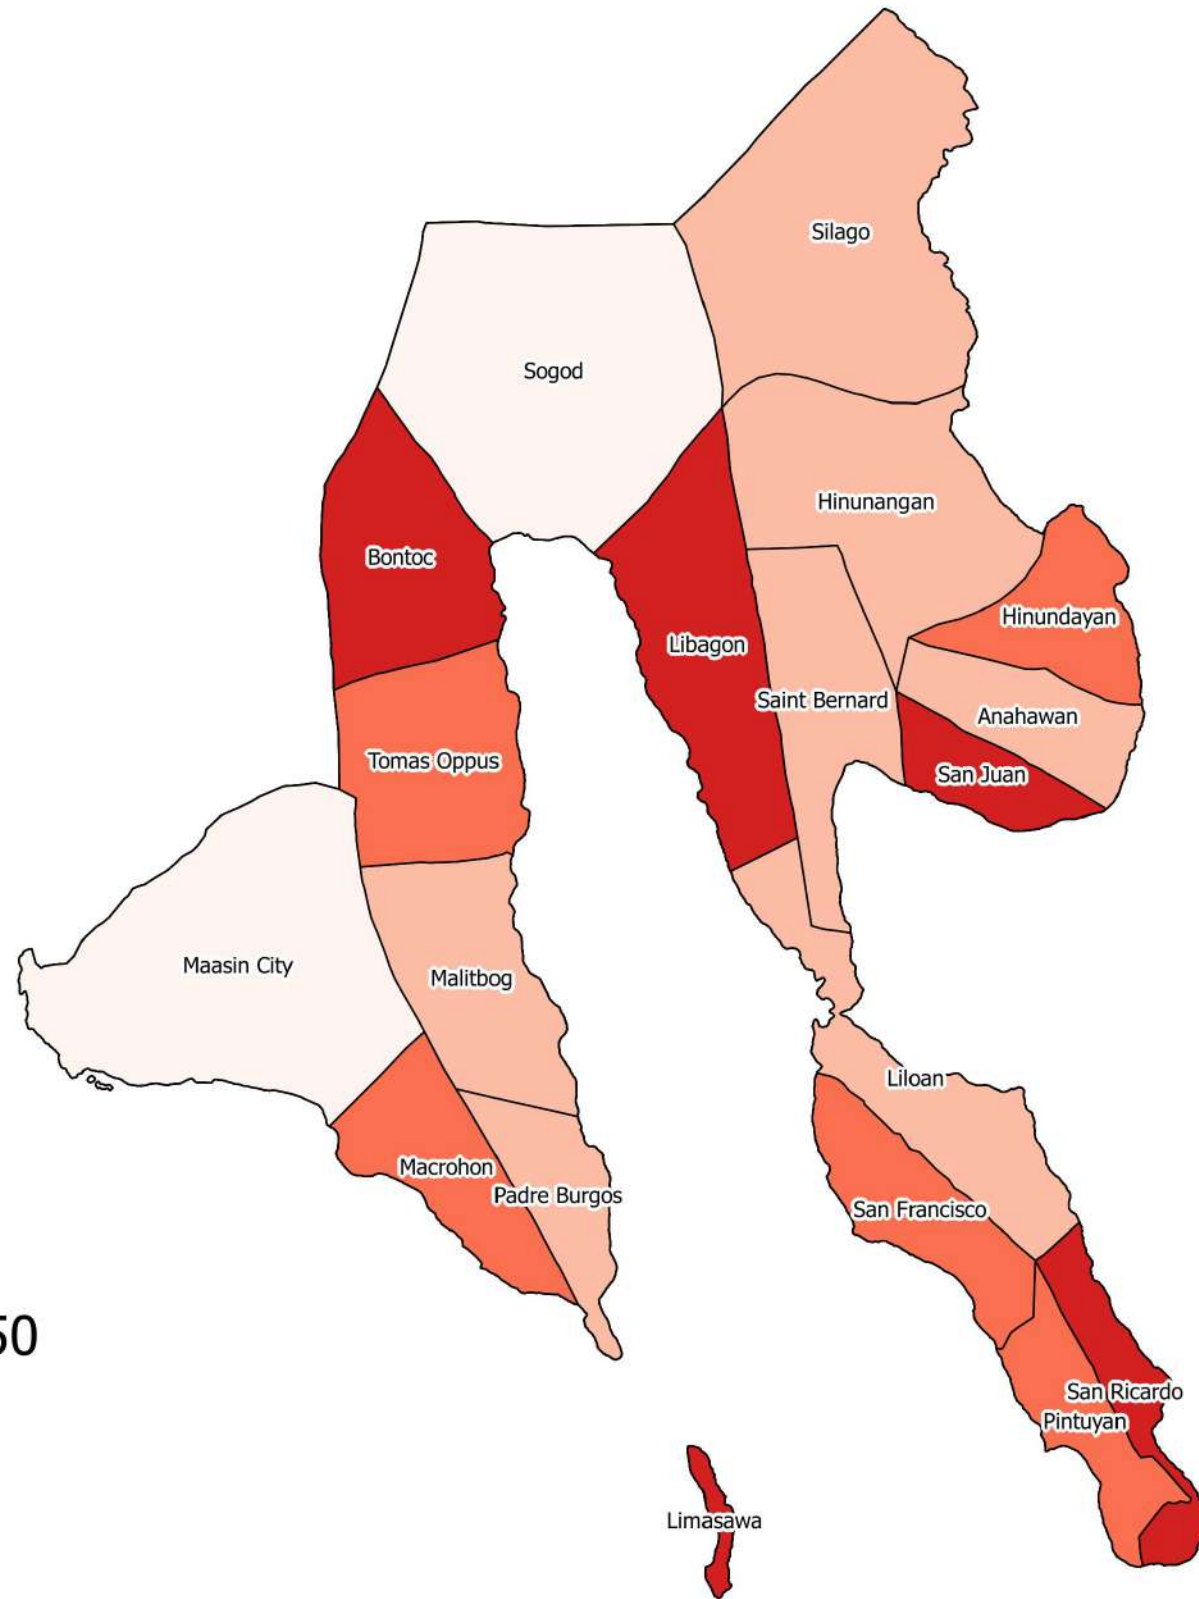 Silago
Sogod
Hinunangan
Bontoc
Hinundayan
Libagon
Saint Bernard
Anahawan
Tomas Oppus
San Juan
Maasin City
Malitbog
Liloan
Macrohon
Padre Burgos
San Francisco
50
San Ricardo
Pintuyan
Limasawa